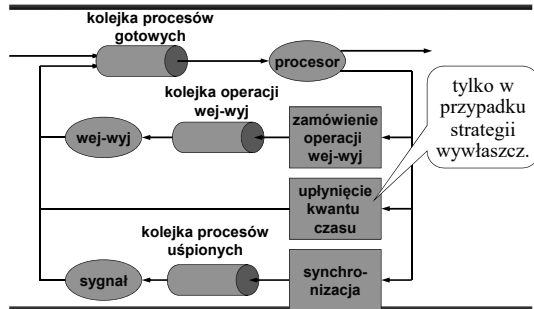 kolejka procesów
gotowych
procesor
kolejka operacji
wej-wyj
wej-wyj
zamówienie
operacji
wej-wyj
tylko w
przypadku
strategii
wywłaszcz.
upłynięcie
kwantu
czasu
kolejka procesów
uśpionych
sygnał
synchro-
nizacja